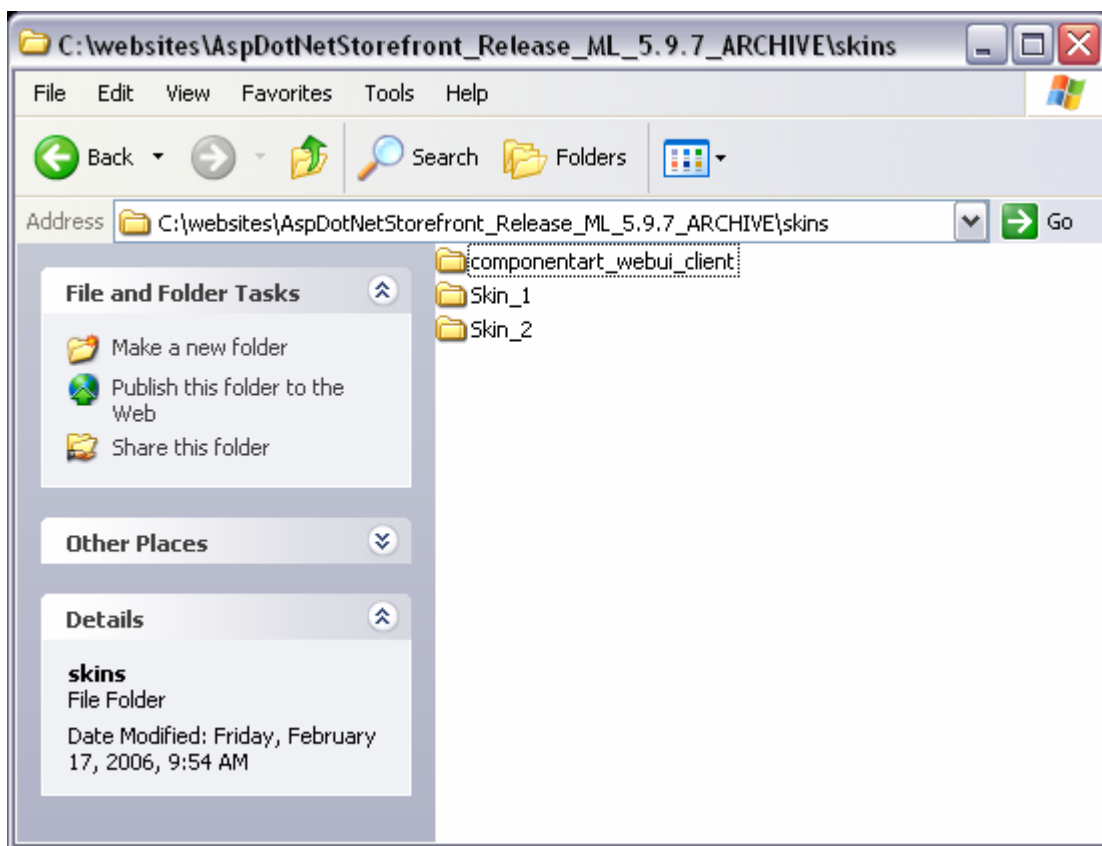 C:\websites\AspDotNetStorefront_Release_ML_5.9.7_ARCHIVE\skins
File Edit View Favorites Tools Help
Back Search Folders
Address C:\websites\AspDotNetStorefront_Release_ML_5.9.7_ARCHIVE\skins Go
File and Folder Tasks
Make a new folder
Publish this folder to the
Web
Share this folder
Other Places
Details
skins
File Folder
Date Modified: Friday, February
17, 2006, 9:54 AM
componentart_webui_client
Skin_1
Skin_2